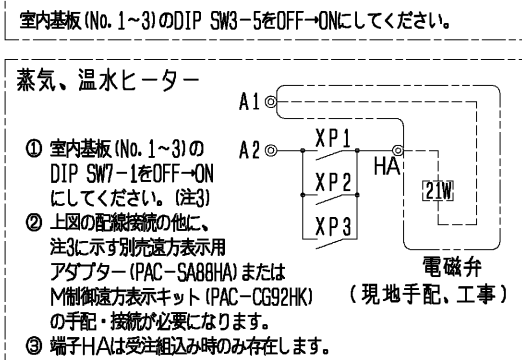 室内基板(No.1~3)のDIP SW3-5をOFF→ONにしてください。
蒸気、温水ヒーター
① 室内基板(No.1~3)の
DIP SW7-1をOFF→ON
にしてください。(注3)
② 上図の配線接続の他に、
注3に示す別売遠方表示用
アダプター(PAC-SA88HA)または
M制御遠方表示キット(PAC-CG92HK)
の手配・接続が必要になります。
③ 端子HAは受注組込み時のみ存在します。
A1
A2
XP1
XP2
XP3
HA
21W
電磁弁
(現地手配、工事)